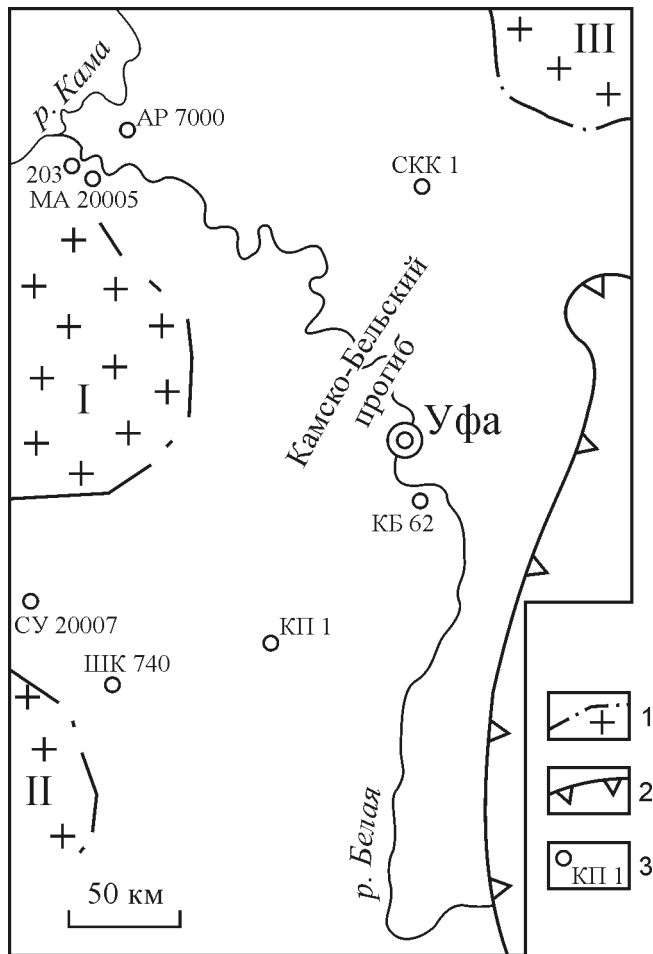 III
р. Кама
АР 7000
203
МА 20005
СКК 1
I
Камско-Бельский
прогиб
Уфа
КБ 62
СУ 20007
КП 1
ШК 740
II
р. Белая
50 км
1
2
КП 1
3